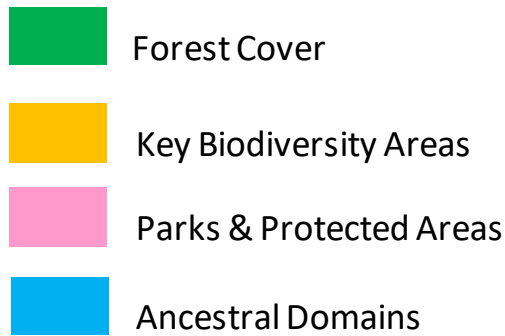 Forest Cover
Key Biodiversity Areas
Parks & Protected Areas
Ancestral Domains